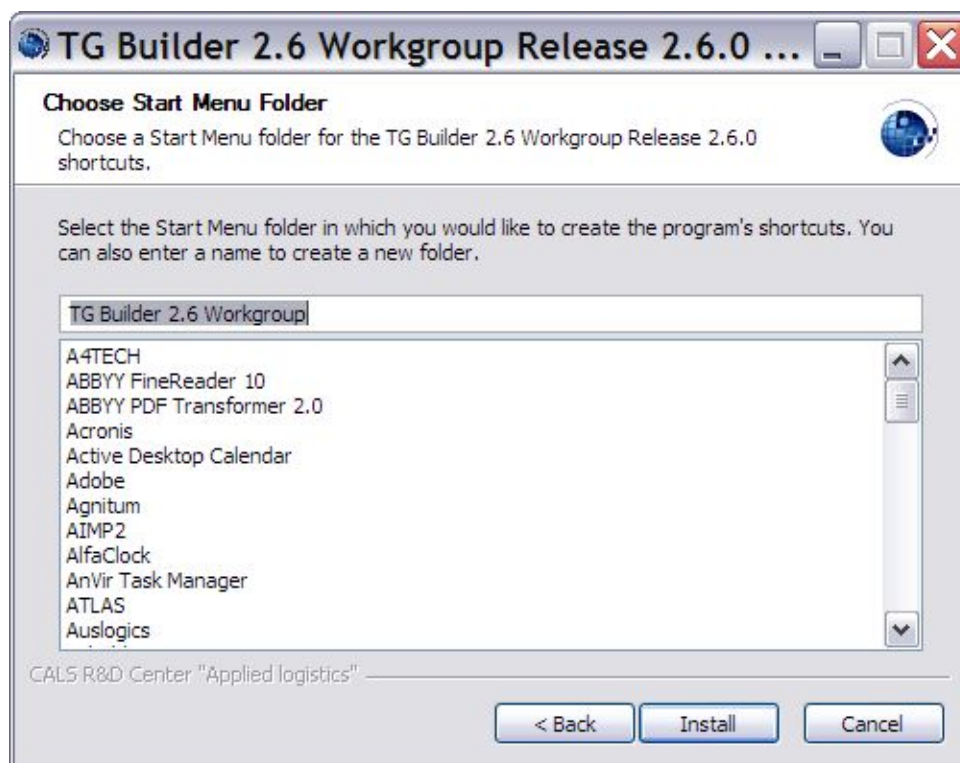 TG Builder 2.6 Workgroup Release 2.6.0 ...
Choose Start Menu Folder
Choose a Start Menu folder for the TG Builder 2.6 Workgroup Release 2.6.0
shortcuts.
Select the Start Menu folder in which you would like to create the program's shortcuts. You
can also enter a name to create a new folder.
TG Builder 2.6 Workgroup
A4TECH
ABBYY FineReader 10
ABBYY PDF Transformer 2.0
Acronis
Active Desktop Calendar
Adobe
Agnitum
AIMP2
AlfaClock
AnVir Task Manager
ATLAS
Auslogics
CALS R&D Center "Applied logistics"
< Back Install Cancel